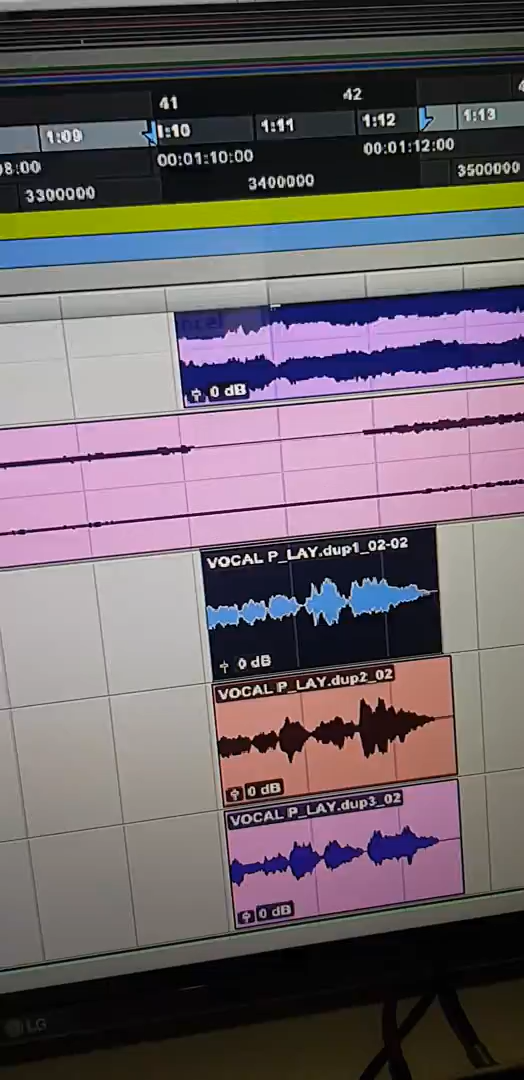 41 42
1:09 1:10 1:11 1:12 1:13
8:00 00:01:10:00 00:01:12:00
3300000 3400000 3500000
0 dB
VOCAL P_LAY.dup1_02-02
0 dB
VOCAL P_LAY.dup2_02
0 dB
VOCAL P_LAY.dup3_02
0 dB
LG